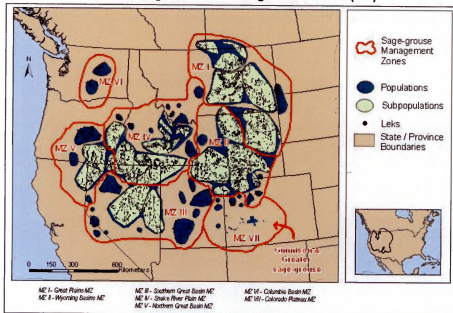 MZ VI
MZ I
MZ IV
MZ II
MZ V
MZ III
MZ VII
Gunnison &
Greater
sage-grouse
N
0
150
300
600
Kilometers
Sage-grouse
Management
Zones
Populations
Subpopulations
Leks
State / Province
Boundaries
MZ I- Great Plains MZ
MZ II - Wyoming Basins MZ
MZ III - Southern Great Basin MZ
MZ IV - Snake River Plain MZ
MZ V - Northern Great Basin MZ
MZ VI - Columbia Basin MZ
MZ VII - Colorado Plateau MZ